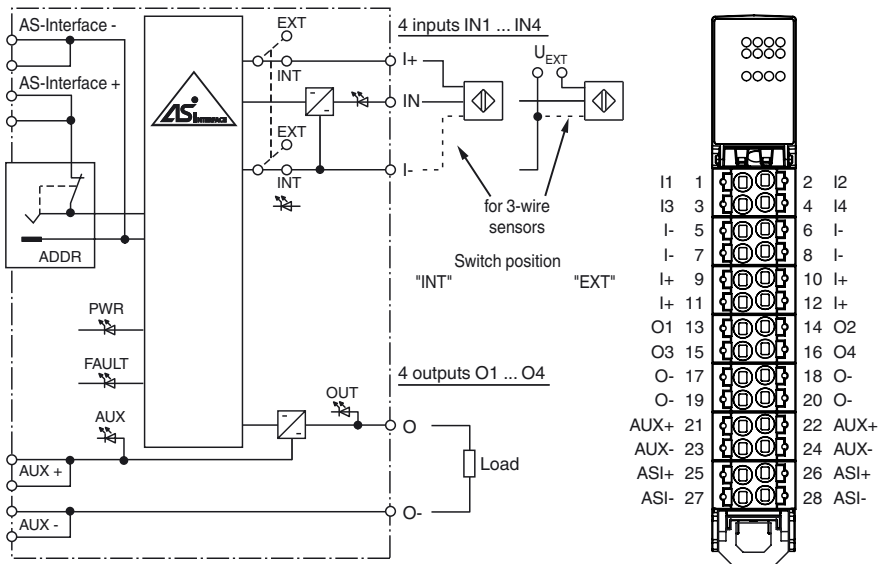 AS-Interface -
AS-Interface +
ADDR
PWR
FAULT
AUX
AUX +
AUX -
ASi INTERFACE
EXT
INT
EXT
INT
OUT
4 inputs IN1 ... IN4
I+
IN
I-
UEXT
for 3-wire
sensors
Switch position
"INT" "EXT"
4 outputs O1 ... O4
O
Load
O-
I1 1 2 I2
I3 3 4 I4
I- 5 6 I-
I- 7 8 I-
I+ 9 10 I+
I+ 11 12 I+
O1 13 14 O2
O3 15 16 O4
O- 17 18 O-
O- 19 20 O-
AUX+ 21 22 AUX+
AUX- 23 24 AUX-
ASI+ 25 26 ASI+
ASI- 27 28 ASI-